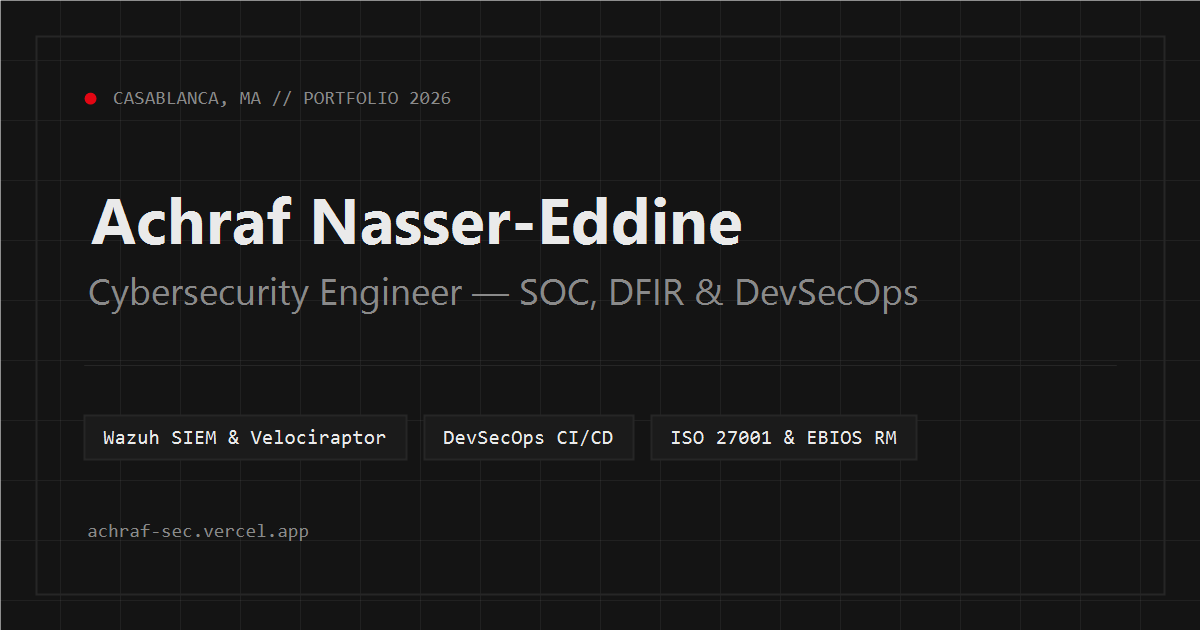 CASABLANCA, MA // PORTFOLIO 2026
Achraf Nasser-Eddine
Cybersecurity Engineer — SOC, DFIR & DevSecOps
Wazuh SIEM & Velociraptor
DevSecOps CI/CD
ISO 27001 & EBIOS RM
achraf-sec.vercel.app